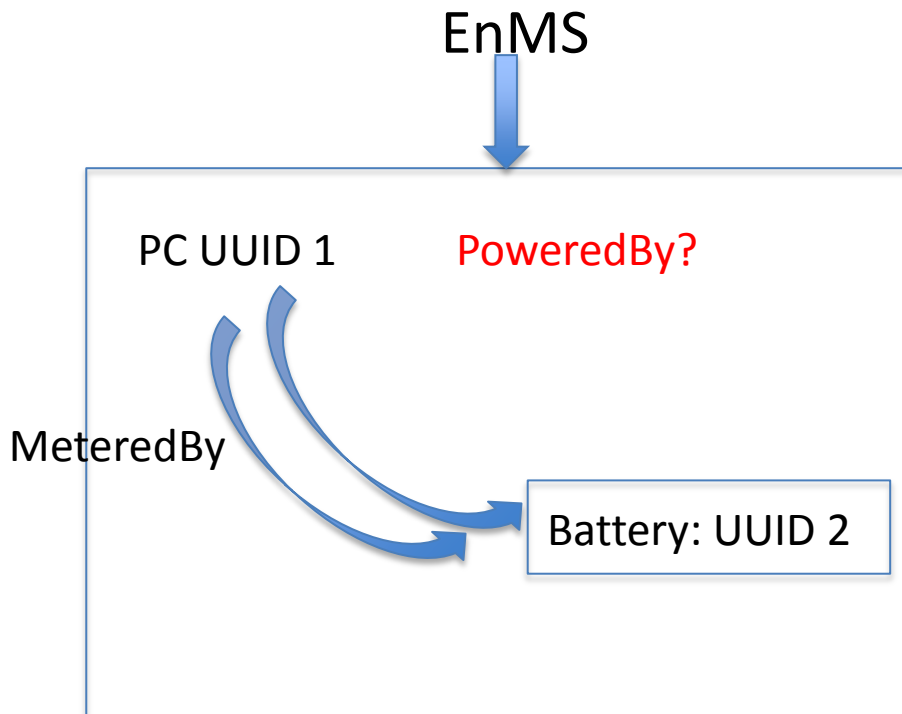 EnMS
PC UUID 1
PoweredBy?
MeteredBy
Battery: UUID 2